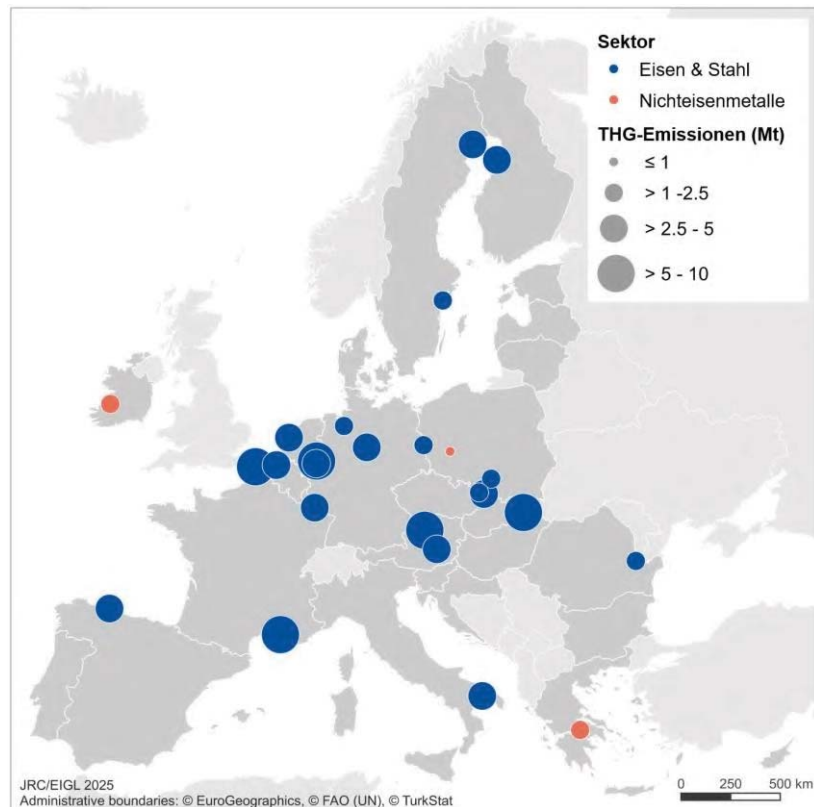 Sektor
Eisen & Stahl
Nichteisenmetalle
THG-Emissionen (Mt)
≤ 1
> 1 -2.5
> 2.5 - 5
> 5 - 10
JRC/EIGL 2025
Administrative boundaries: © EuroGeographics, © FAO (UN), © TurkStat
0 250 500 km